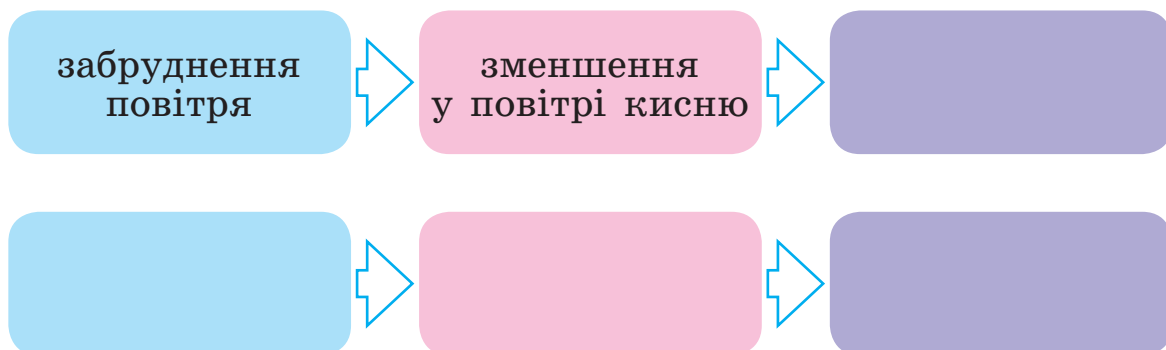 забруднення
повітря
зменшення
у повітрі кисню